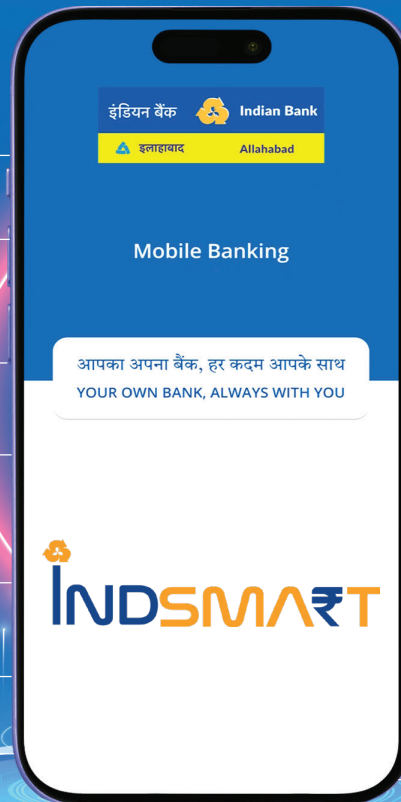 इंडियन बैंक Indian Bank
इलाहाबाद Allahabad
Mobile Banking
आपका अपना बैंक, हर कदम आपके साथ
YOUR OWN BANK, ALWAYS WITH YOU
INDSMA₹T